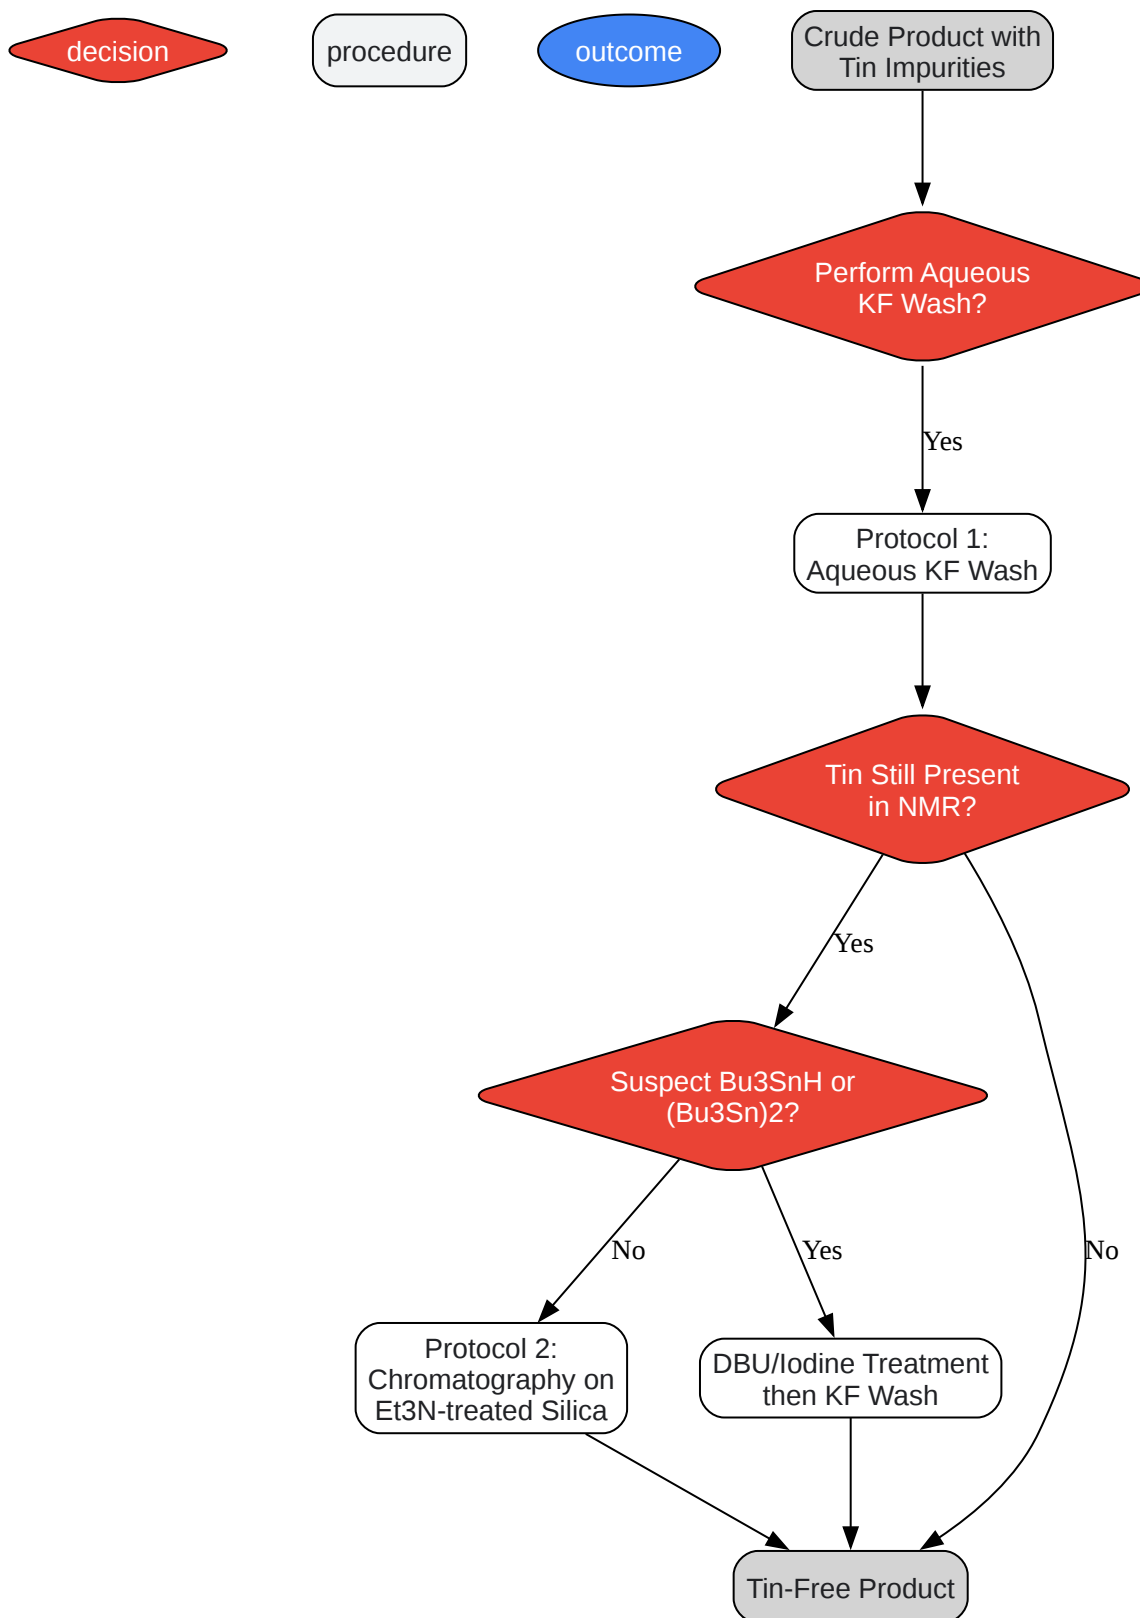 decision
procedure
outcome
Crude Product with
Tin Impurities
Perform Aqueous
KF Wash?
Yes
Protocol 1:
Aqueous KF Wash
Tin Still Present
in NMR?
Yes
Suspect Bu3SnH or
(Bu3Sn)2?
No
Yes
No
Protocol 2:
Chromatography on
Et3N-treated Silica
DBU/Iodine Treatment
then KF Wash
Tin-Free Product